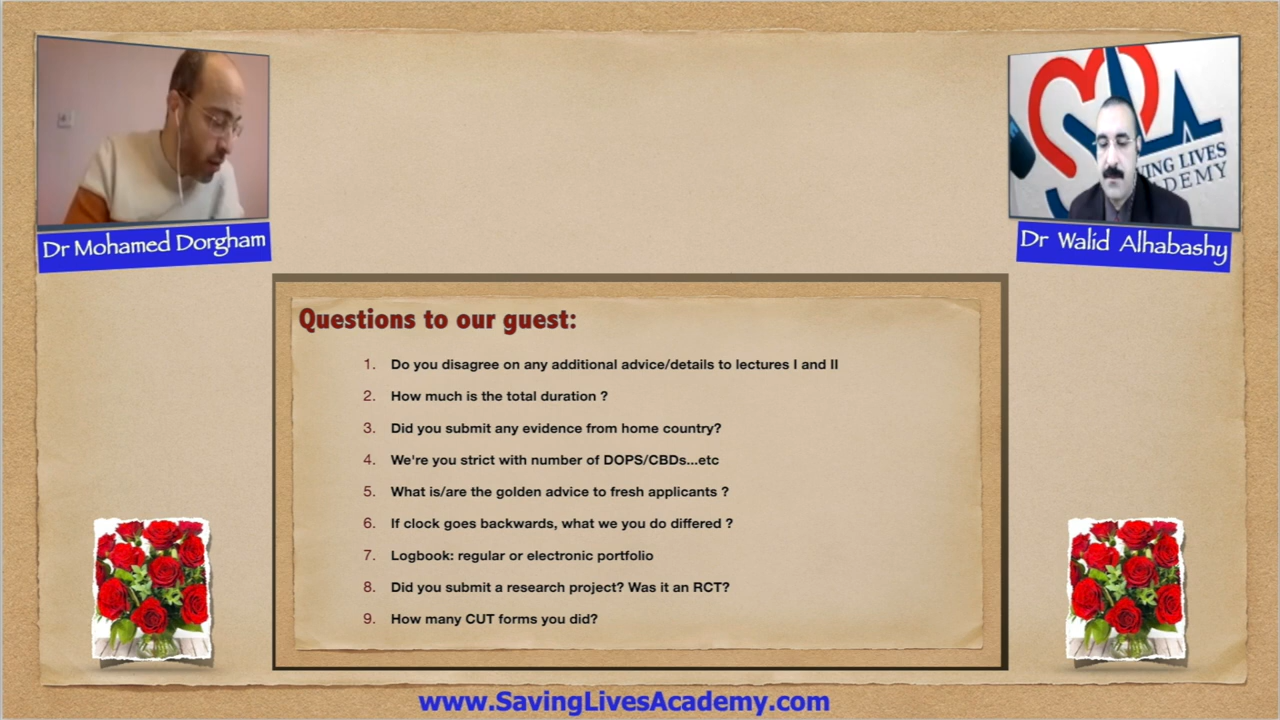 Dr Mohamed Dorgham
VING LIVES
DEMY
Dr Walid Alhabashy
Questions to our guest:
1. Do you disagree on any additional advice/details to lectures I and II
2. How much is the total duration ?
3. Did you submit any evidence from home country?
4. We're you strict with number of DOPS/CBDs...etc
5. What is/are the golden advice to fresh applicants ?
6. If clock goes backwards, what we you do differed ?
7. Logbook: regular or electronic portfolio
8. Did you submit a research project? Was it an RCT?
9. How many CUT forms you did?
www.SavingLivesAcademy.com